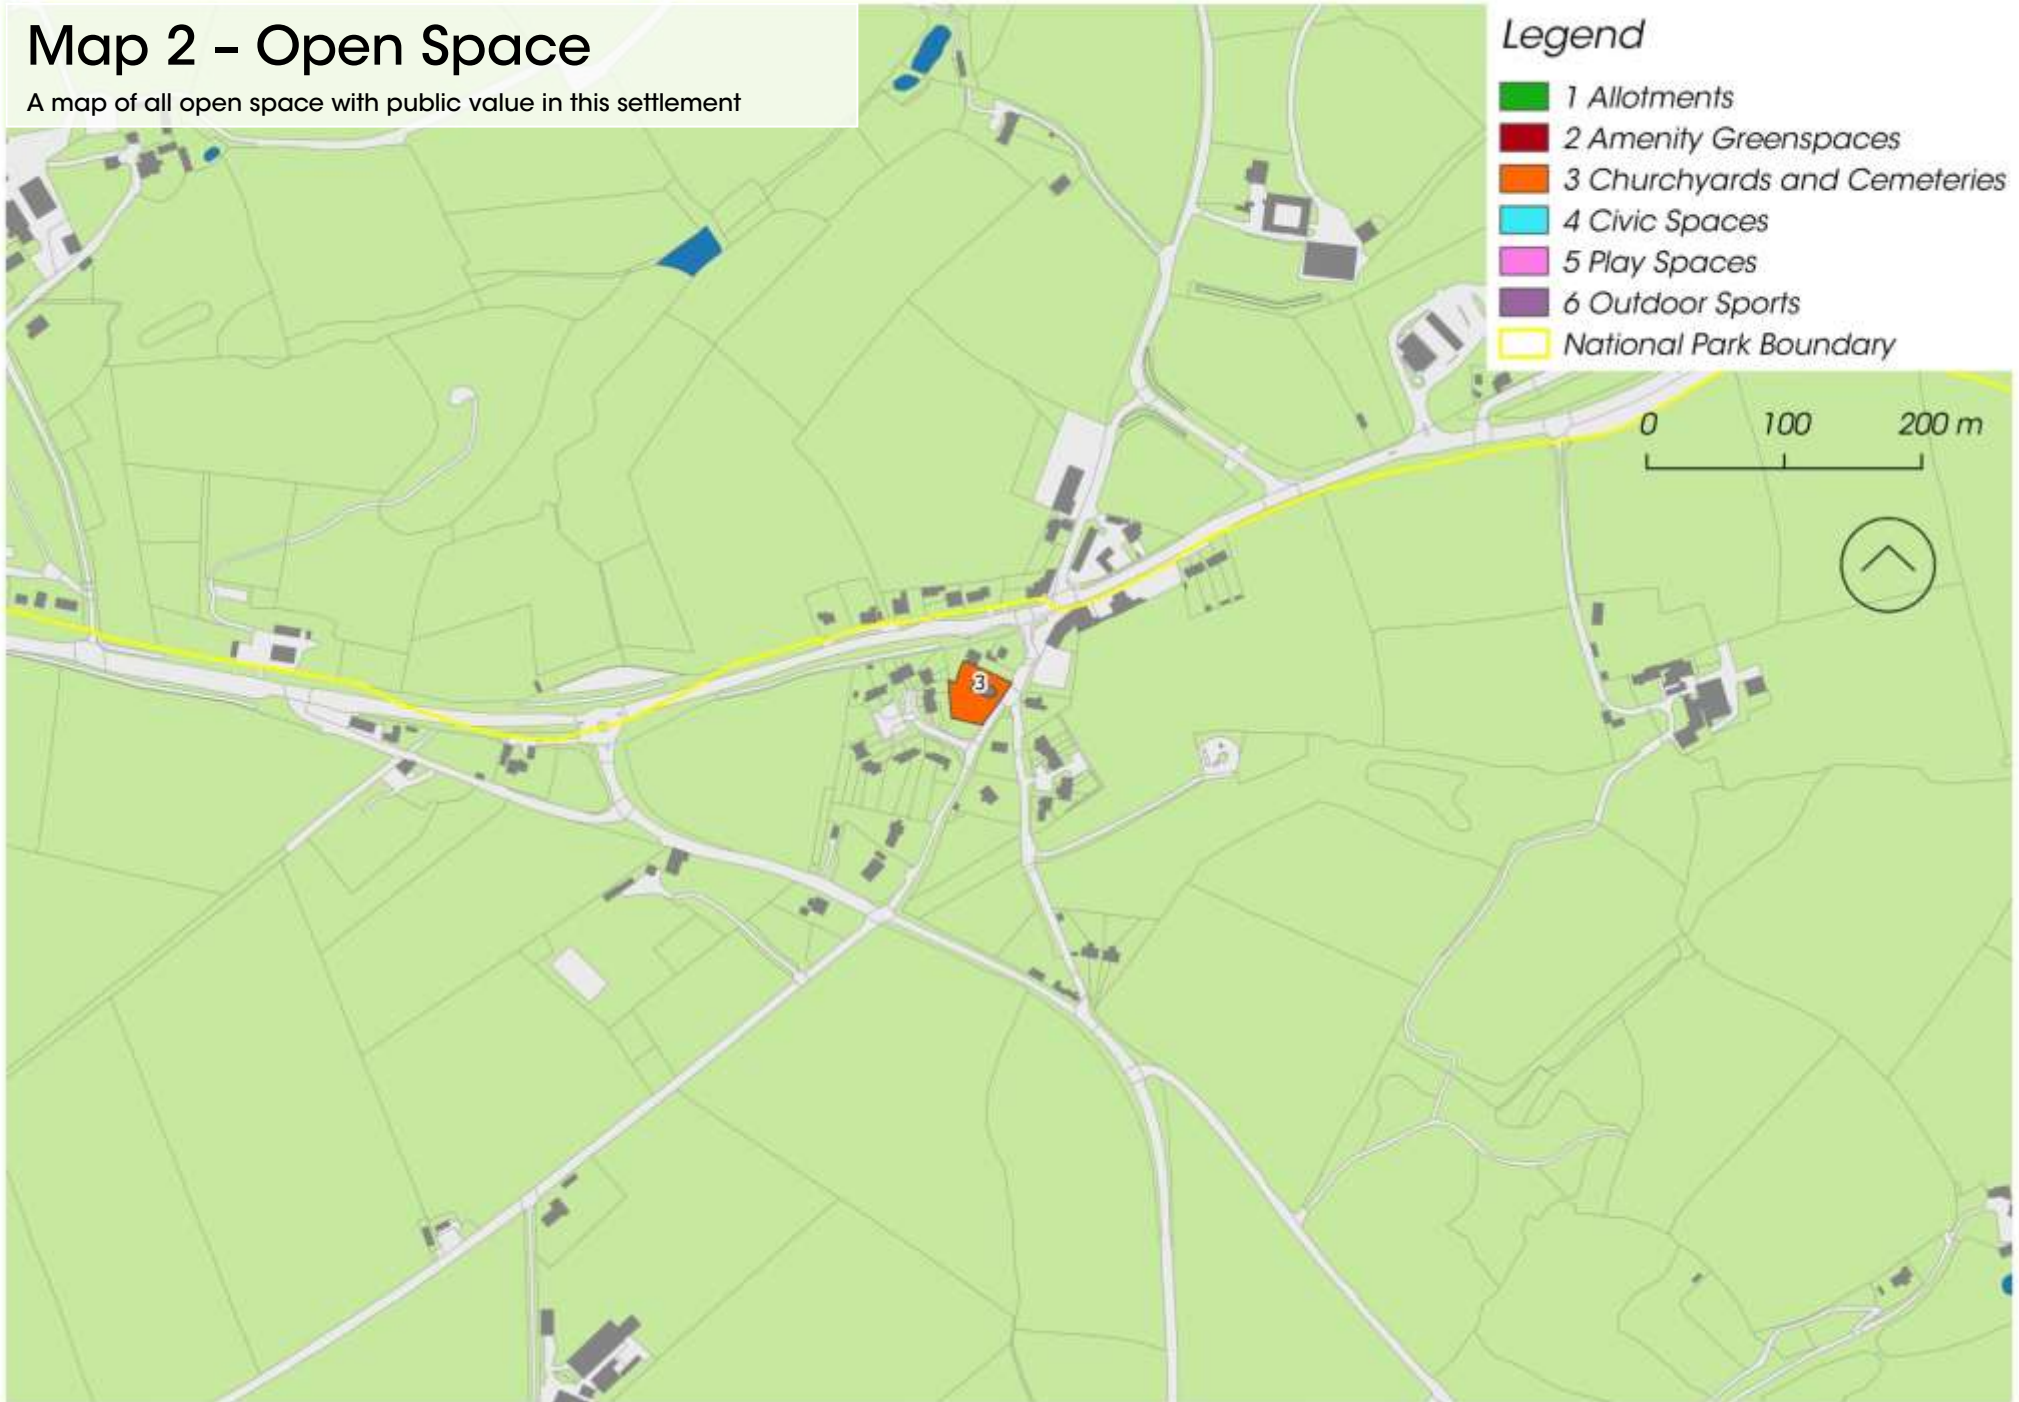 Map 2 – Open Space
A map of all open space with public value in this settlement
Legend
1 Allotments
2 Amenity Greenspaces
3 Churchyards and Cemeteries
4 Civic Spaces
5 Play Spaces
6 Outdoor Sports
National Park Boundary
0 100 200 m
3